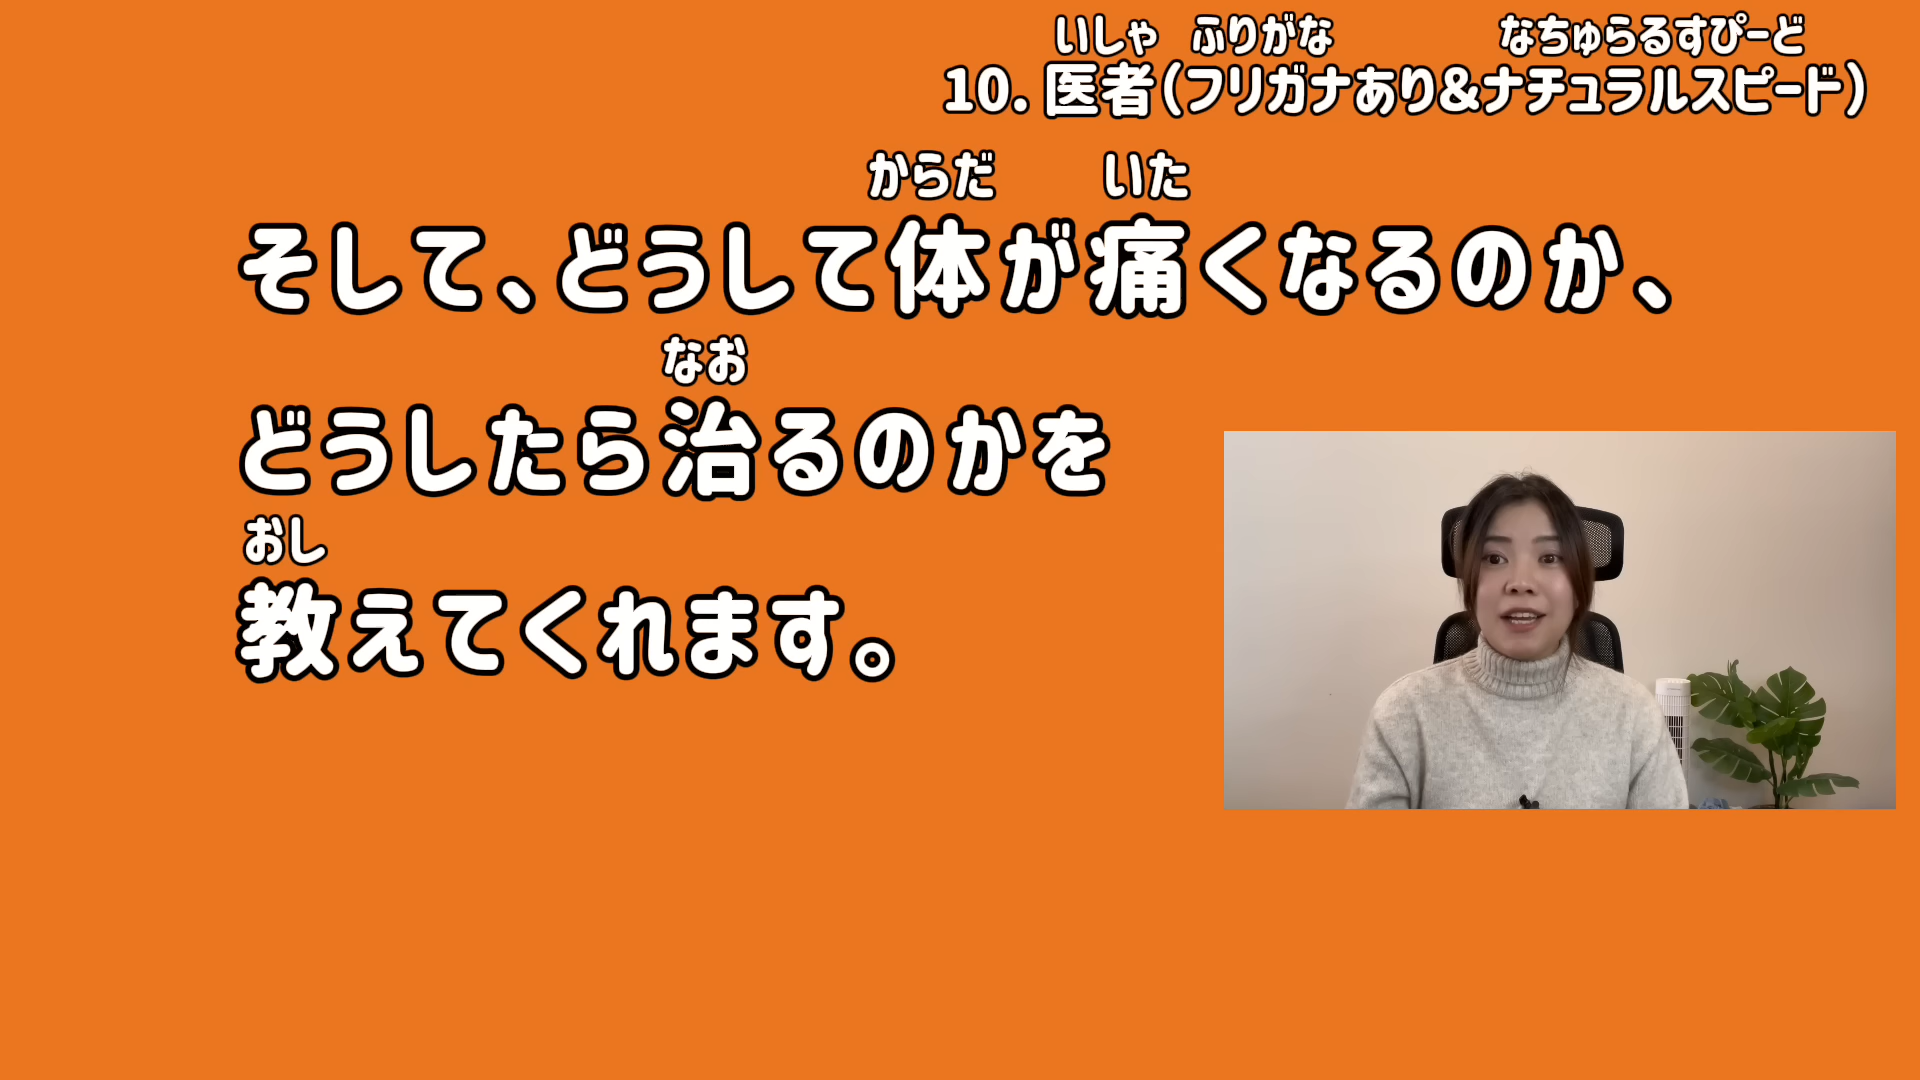 いしゃ ふりがな なちゅらるすぴーど
10. 医者(フリガナあり&ナチュラルスピード)
からだ いた
そして、どうして体が痛くなるのか、
なお
どうしたら治るのかを
おし
教えてくれます。